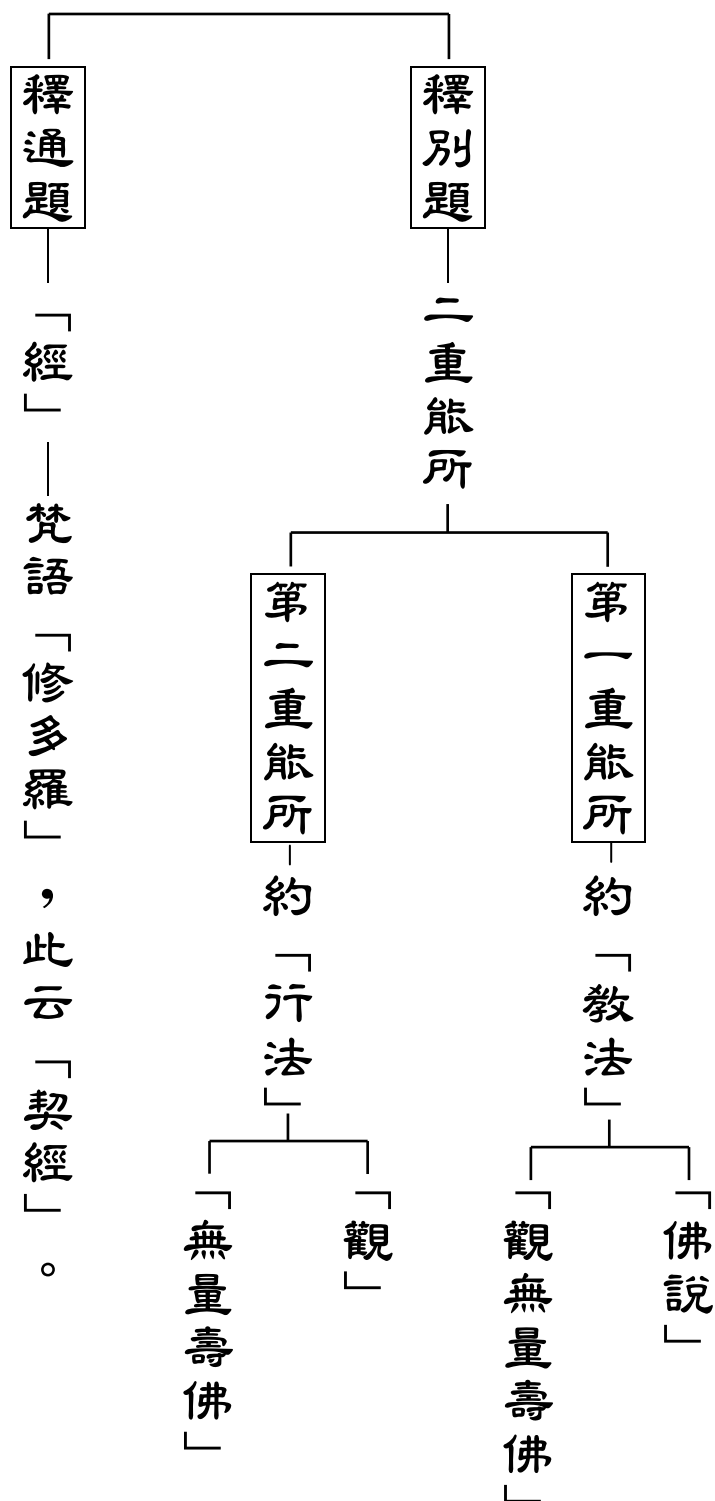 釋別題
二重能所
第一重能所
約「教法」
「佛說」
「觀無量壽佛」
第二重能所
約「行法」
「觀」
「無量壽佛」
釋通題
「經」
梵語「修多羅」，此云「契經」。